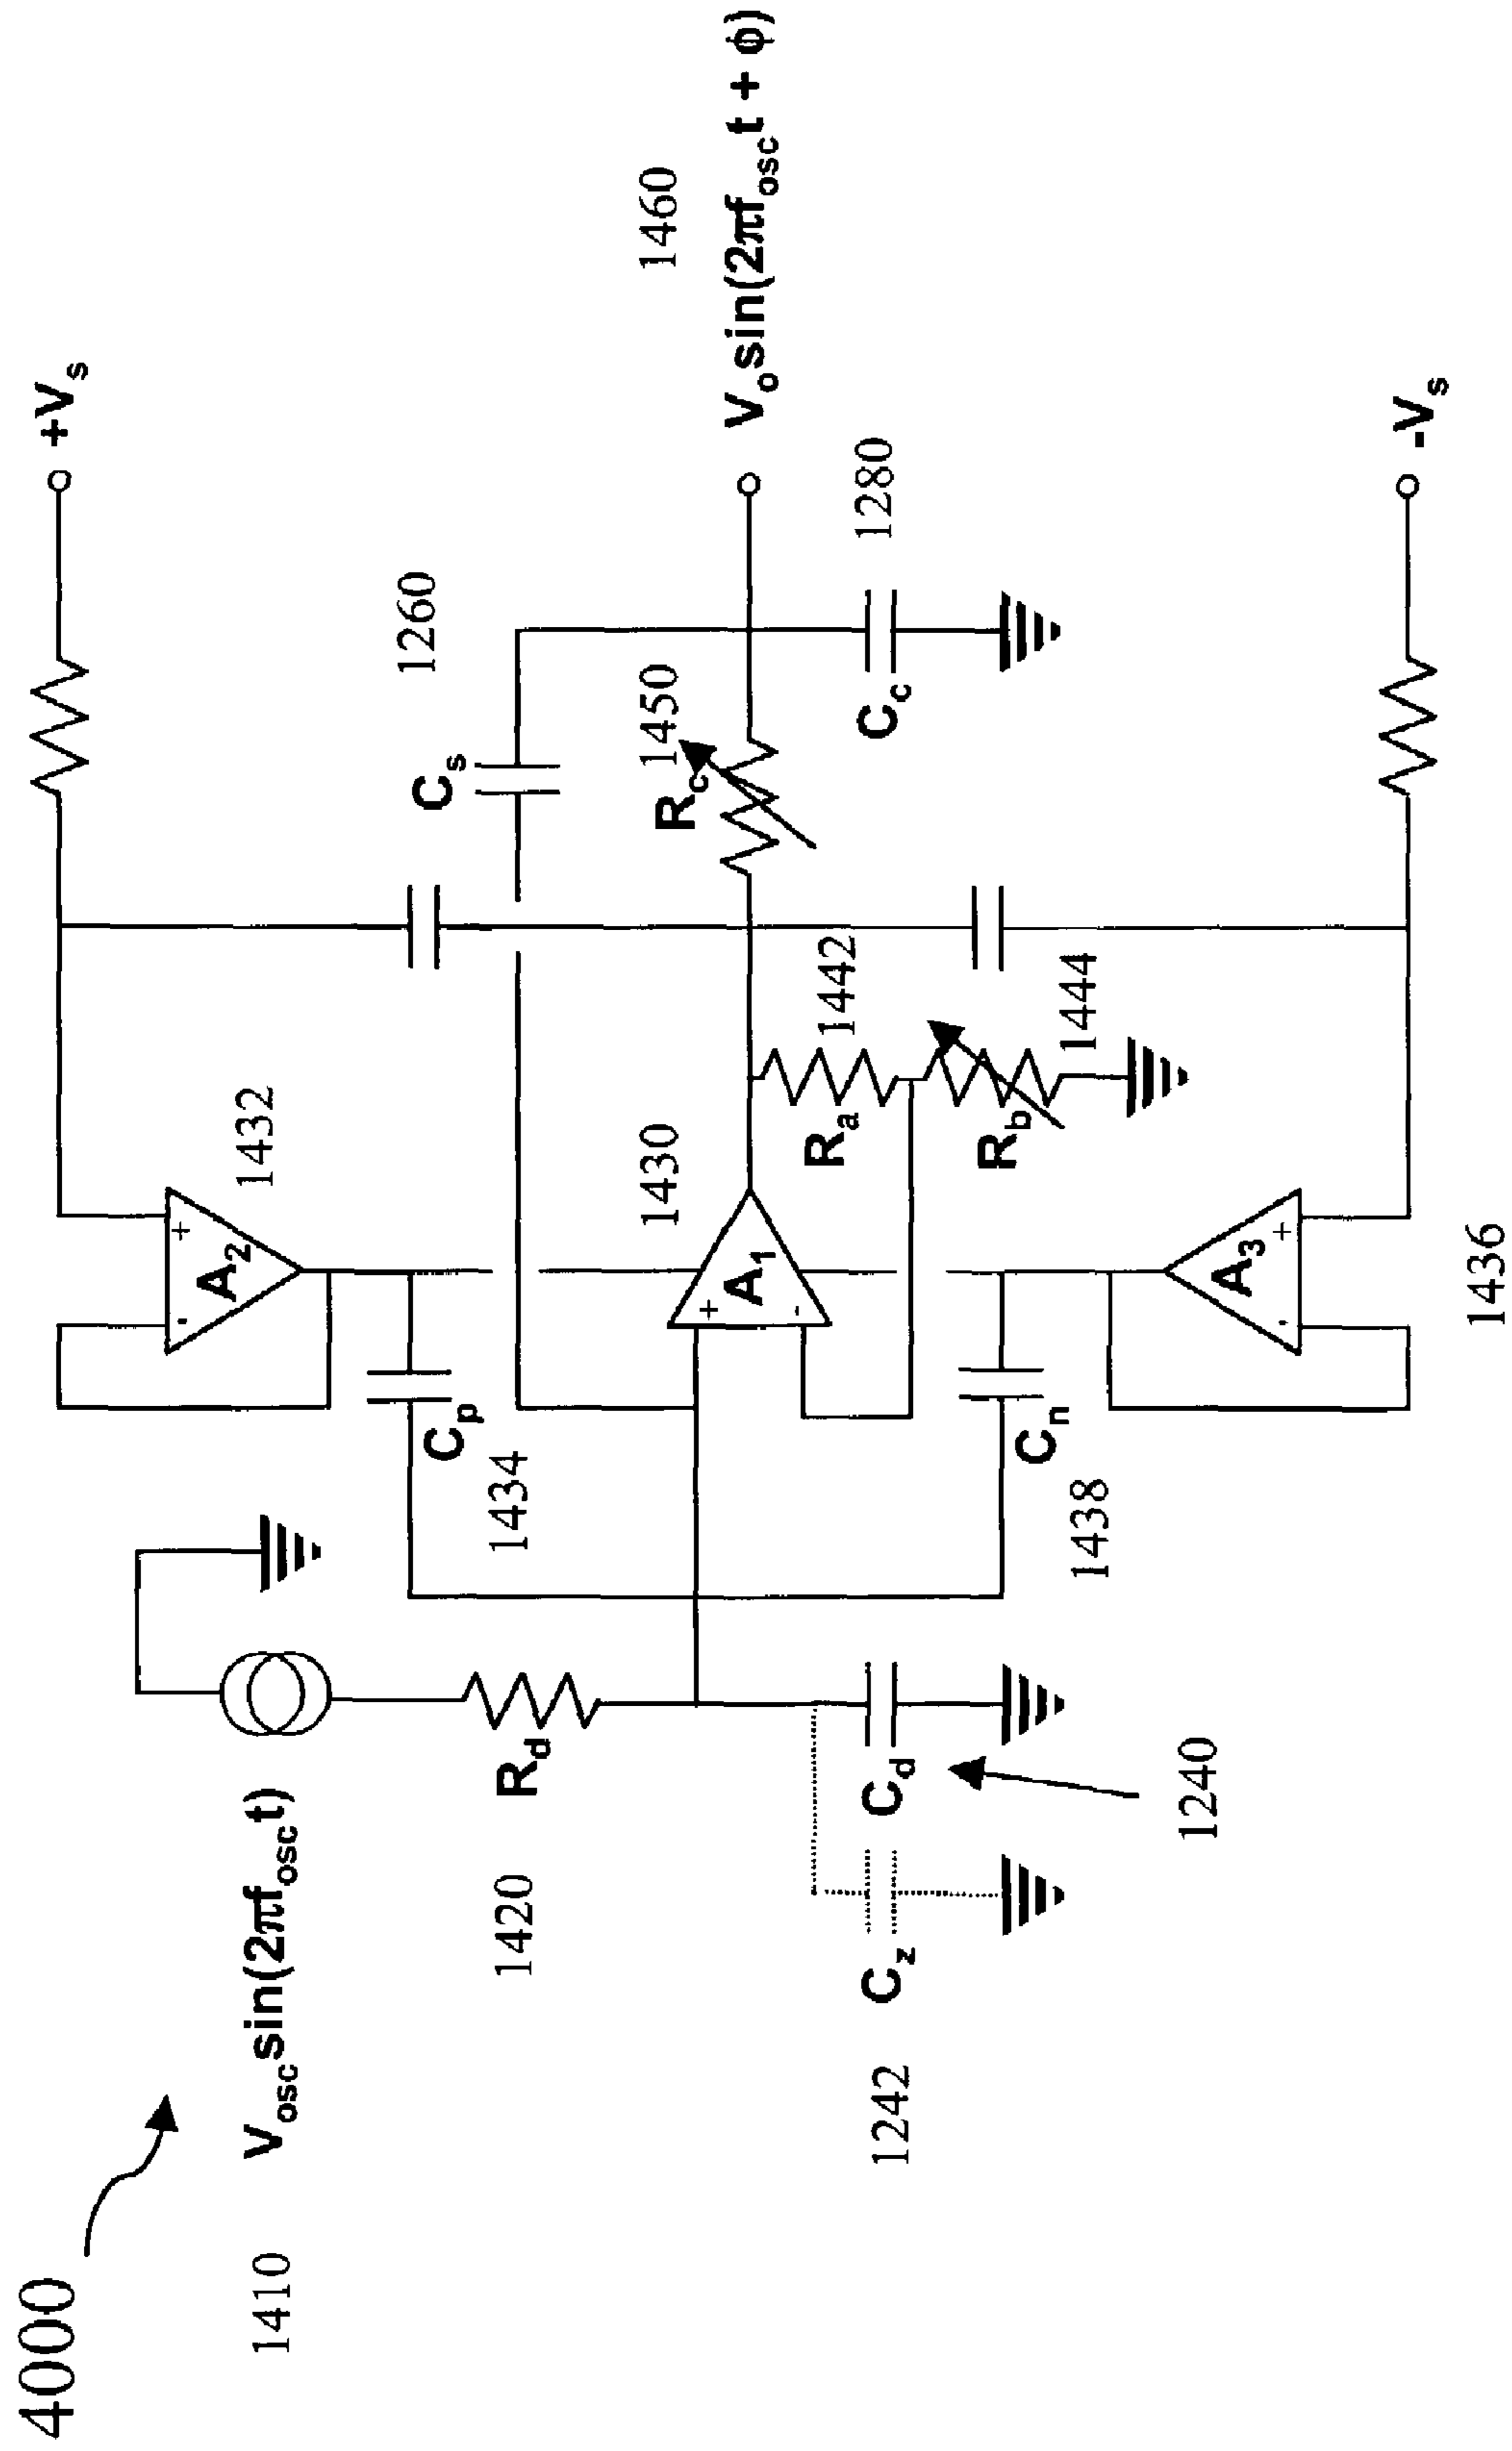 4000
1410 Vosc sin(2πfosc t)
+Vs
1432
A2
- +
1260
Cs
Cp
1434
Rd
1420
1430
A1
+ -
1450
Rc
1460
Vo sin(2πfosc t + ϕ)
1442
Ra
1280
Cc
Rb
1444
Cn
1438
1242
Cz
Cd
1240
A3
- +
1436
-Vs